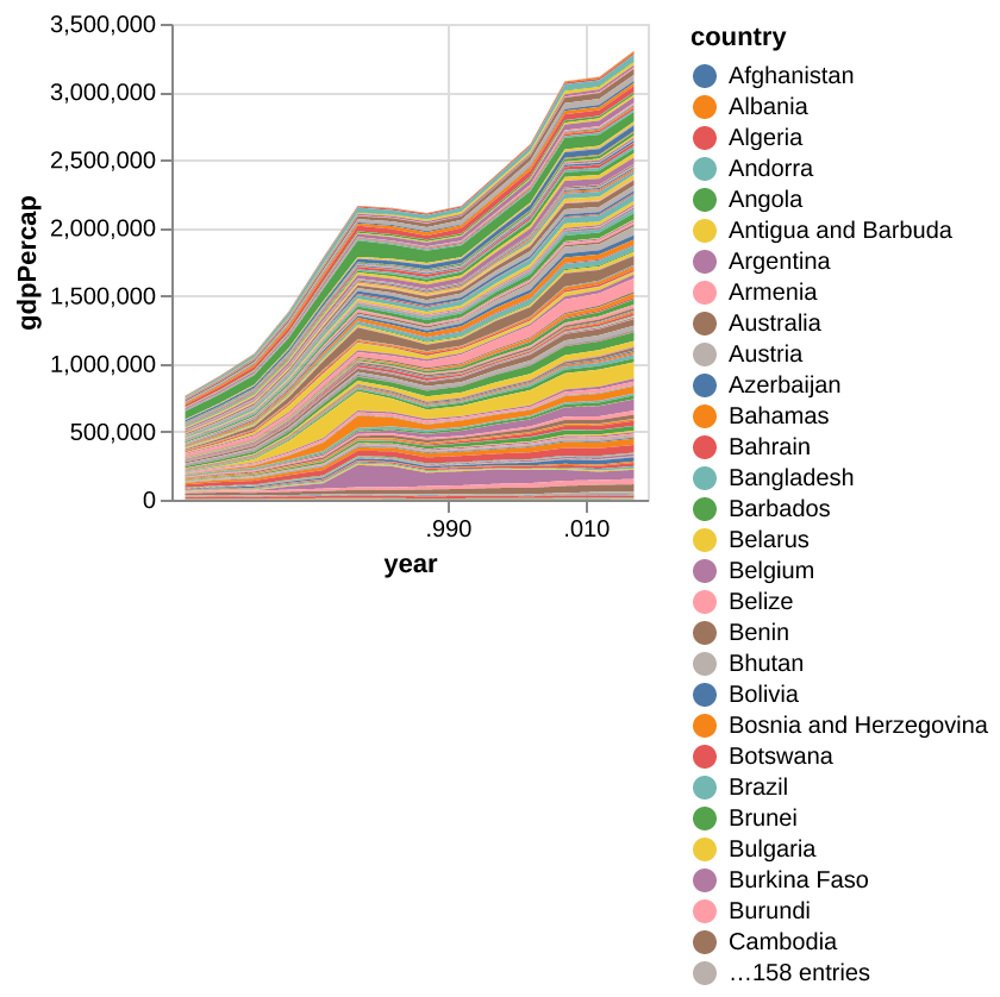 3,500,000
3,000,000
2,500,000
2,000,000
1,500,000
1,000,000
500,000
0
gdpPercap
.990
.010
year
country
Afghanistan
Albania
Algeria
Andorra
Angola
Antigua and Barbuda
Argentina
Armenia
Australia
Austria
Azerbaijan
Bahamas
Bahrain
Bangladesh
Barbados
Belarus
Belgium
Belize
Benin
Bhutan
Bolivia
Bosnia and Herzegovina
Botswana
Brazil
Brunei
Bulgaria
Burkina Faso
Burundi
Cambodia
…158 entries